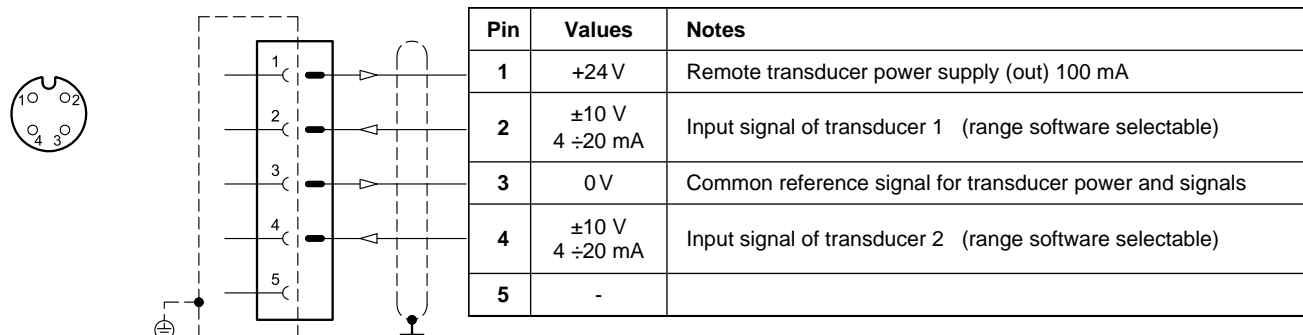 1 2
4 3
1
2
3
4
5
Pin Values Notes
1 +24 V Remote transducer power supply (out) 100 mA
2 ±10 V
4 ÷20 mA Input signal of transducer 1 (range software selectable)
3 0 V Common reference signal for transducer power and signals
4 ±10 V
4 ÷20 mA Input signal of transducer 2 (range software selectable)
5 -